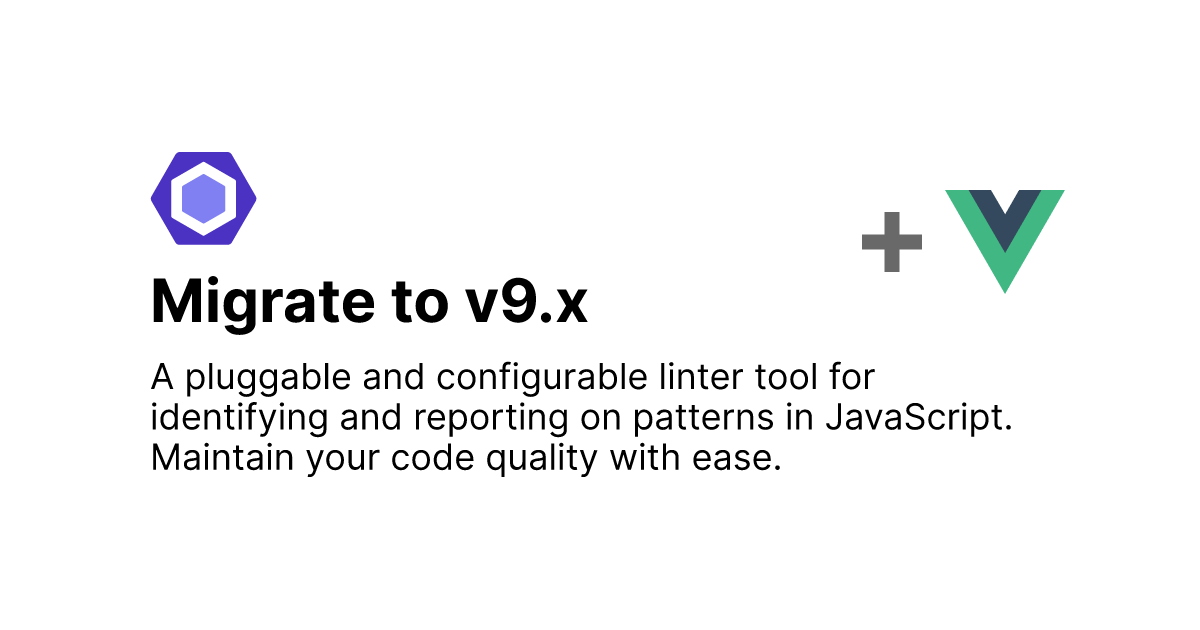 Migrate to v9.x
A pluggable and configurable linter tool for
identifying and reporting on patterns in JavaScript.
Maintain your code quality with ease.